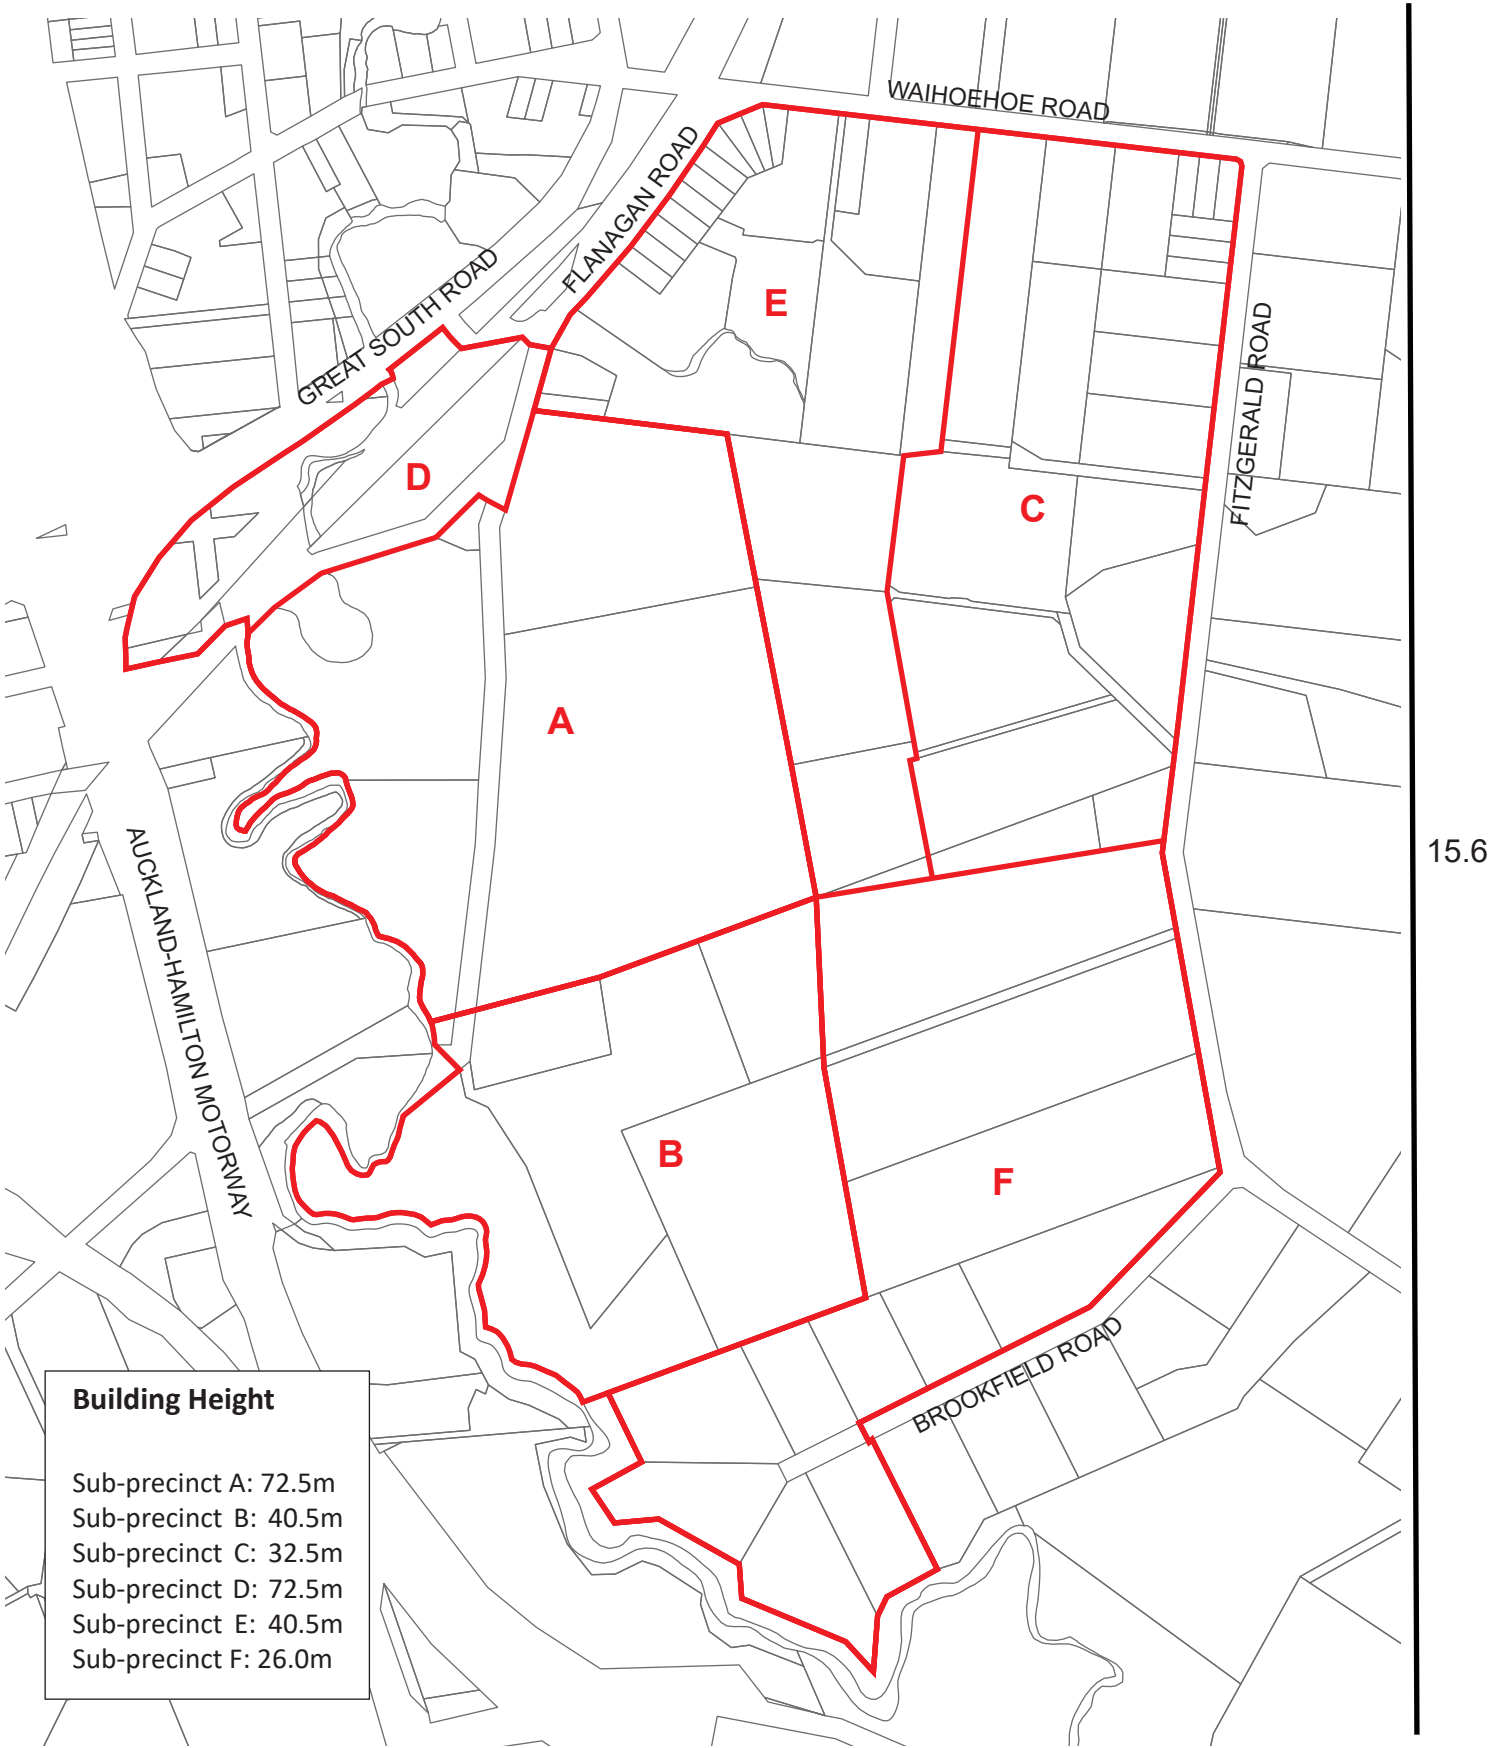 WAIHOEHOE ROAD
FLANAGAN ROAD
E
GREAT SOUTH ROAD
FITZGERALD ROAD
D
C
A
15.6
AUCKLAND-HAMILTON MOTORWAY
B
F
BROOKFIELD ROAD
Building Height
Sub-precinct A: 72.5m
Sub-precinct B: 40.5m
Sub-precinct C: 32.5m
Sub-precinct D: 72.5m
Sub-precinct E: 40.5m
Sub-precinct F: 26.0m